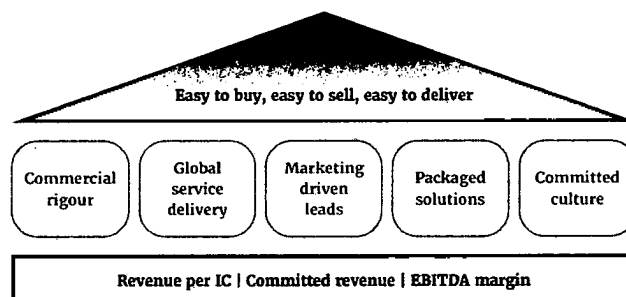 Easy to buy, easy to sell, easy to deliver
Commercial
rigour
Global
service
delivery
Marketing
driven
leads
Packaged
solutions
Committed
culture
Revenue per IC | Committed revenue | EBITDA margin